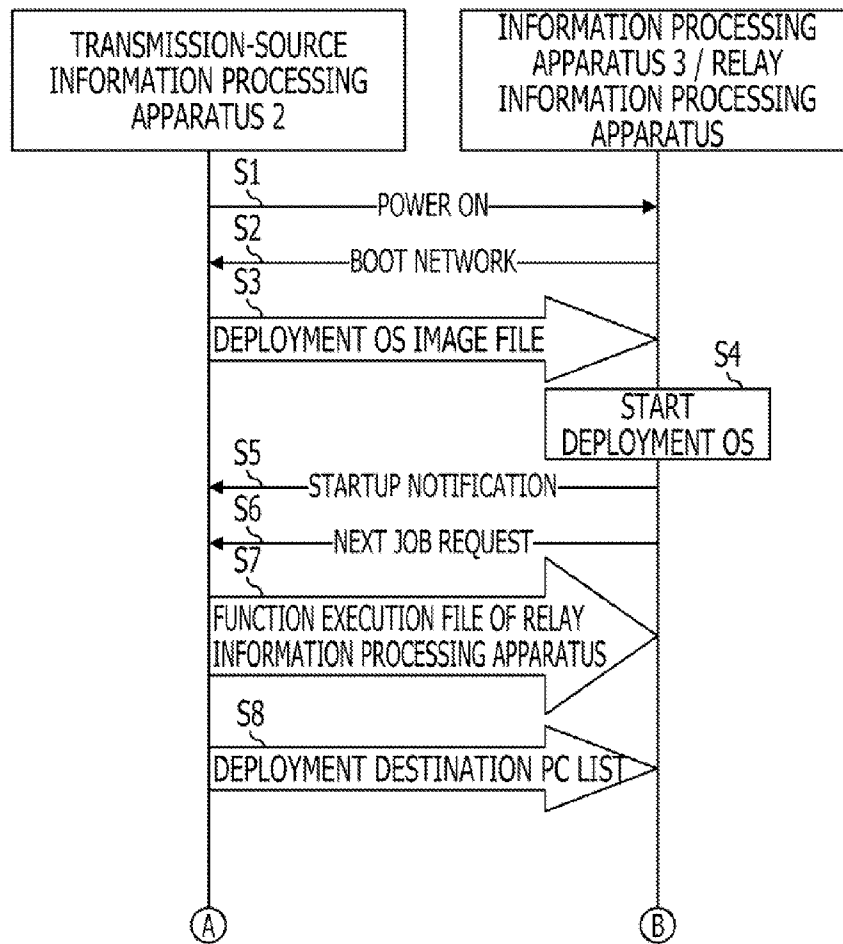 TRANSMISSION-SOURCE
INFORMATION PROCESSING
APPARATUS 2
INFORMATION PROCESSING
APPARATUS 3 / RELAY
INFORMATION PROCESSING
APPARATUS
S1
POWER ON
S2
BOOT NETWORK
S3
DEPLOYMENT OS IMAGE FILE
S4
START
DEPLOYMENT OS
S5
STARTUP NOTIFICATION
S6
NEXT JOB REQUEST
S7
FUNCTION EXECUTION FILE OF RELAY
INFORMATION PROCESSING APPARATUS
S8
DEPLOYMENT DESTINATION PC LIST
A
B